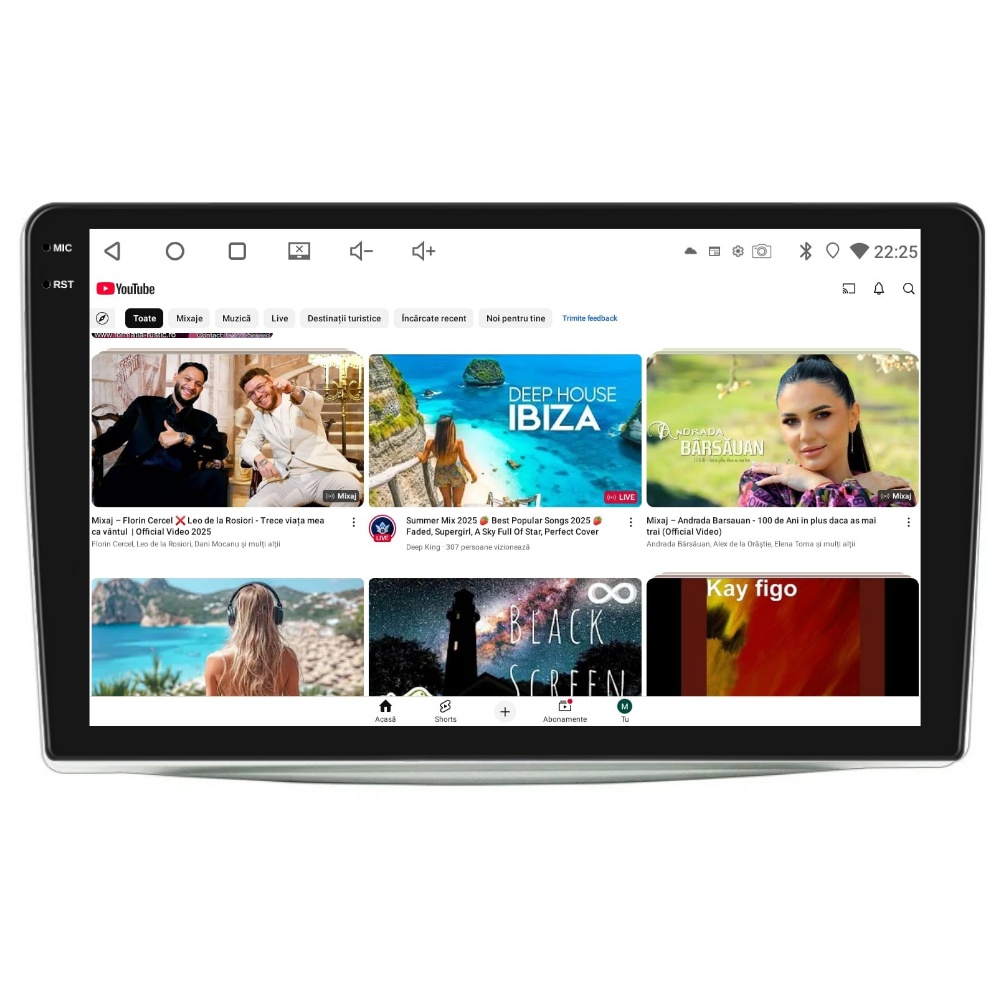 MIC
RST
22:25
YouTube
Toate
Mixaje
Muzică
Live
Destinații turistice
Încărcate recent
Noi pentru tine
Trimite feedback
DEEP HOUSE
IBIZA
ANDRADA
BÂRSĂUAN
Mixaj
LIVE
Mixaj
Mixaj – Florin Cercel ❌ Leo de la Rosiori - Trece viața mea
ca vântul | Official Video 2025
Florin Cercel, Leo de la Rosiori, Dani Mocanu și mulți alții
LIVE
Summer Mix 2025 🍓 Best Popular Songs 2025 🍓
Faded, Supergirl, A Sky Full Of Star, Perfect Cover
Deep King · 307 persoane vizionează
Mixaj – Andrada Barsauan - 100 de Ani in plus daca as mai
trai (Official Video)
Andrada Bârsăuan, Alex de la Orăștie, Elena Toma și mulți alții
BLACK
SCREEN
Kay figo
Acasă
Shorts
Abonamente
M
Tu